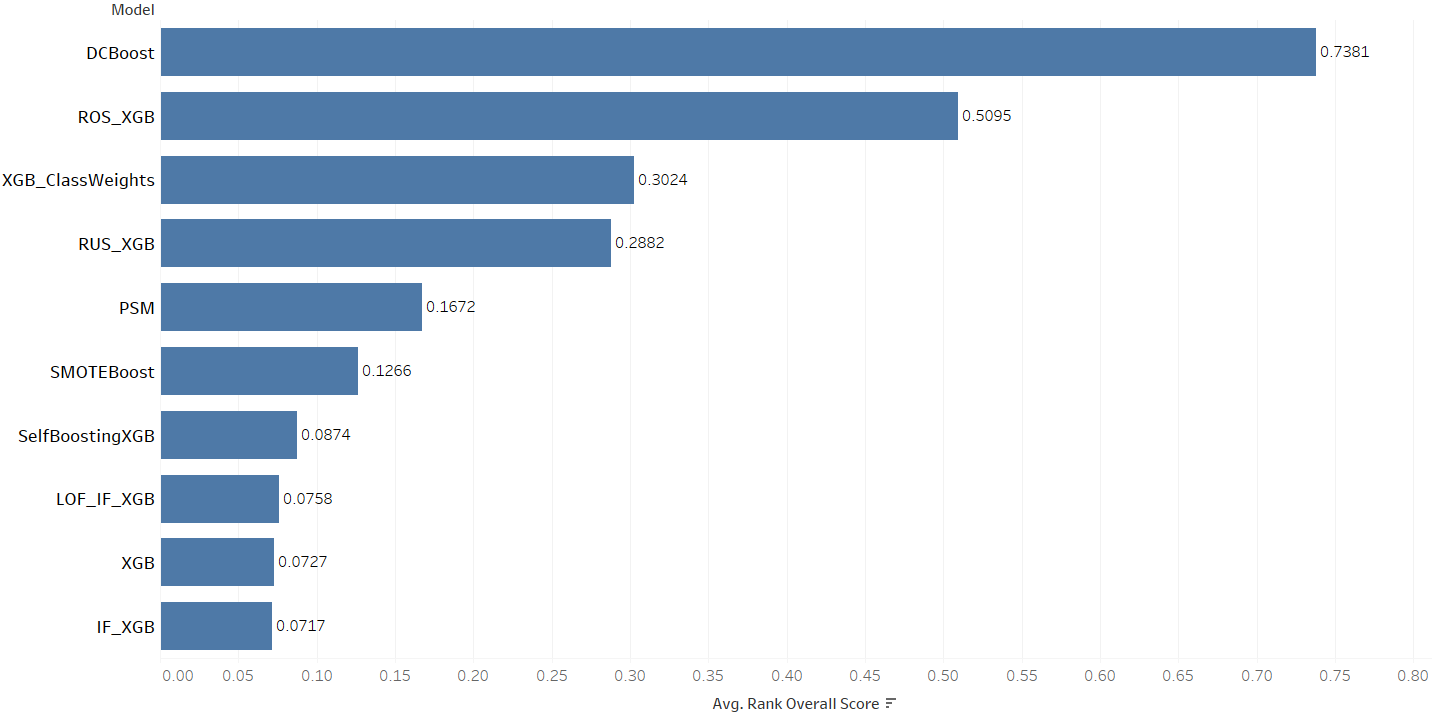 Model
DCBoost 0.7381
ROS_XGB 0.5095
XGB_ClassWeights 0.3024
RUS_XGB 0.2882
PSM 0.1672
SMOTEBoost 0.1266
SelfBoostingXGB 0.0874
LOF_IF_XGB 0.0758
XGB 0.0727
IF_XGB 0.0717
0.00 0.05 0.10 0.15 0.20 0.25 0.30 0.35 0.40 0.45 0.50 0.55 0.60 0.65 0.70 0.75 0.80
Avg. Rank Overall Score